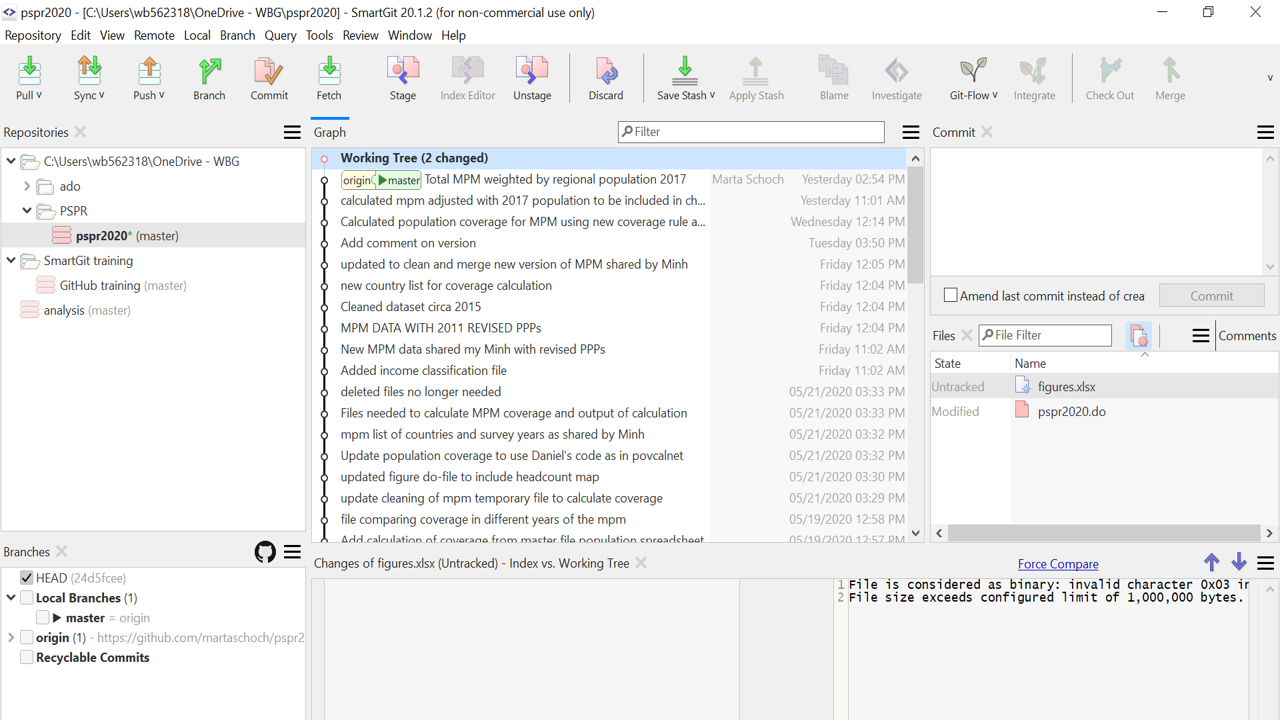 pspr2020 - [C:\Users\wb562318\OneDrive - WBG\pspr2020] - SmartGit 20.1.2 (for non-commercial use only)
Repository Edit View Remote Local Branch Query Tools Review Window Help
Pull Sync Push Branch Commit Fetch Stage Index Editor Unstage Discard Save Stash Apply Stash Blame Investigate Git-Flow Integrate Check Out Merge
Repositories
C:\Users\wb562318\OneDrive - WBG
ado
PSPR
pspr2020* (master)
SmartGit training
GitHub training (master)
analysis (master)
Branches
HEAD (24d5fcee)
Local Branches (1)
master = origin
origin (1) - https://github.com/martaschoch/pspr2
Recyclable Commits
Graph
Filter
Working Tree (2 changed)
origin master Total MPM weighted by regional population 2017 Marta Schoch Yesterday 02:54 PM
calculated mpm adjusted with 2017 population to be included in ch... Yesterday 11:01 AM
Calculated population coverage for MPM using new coverage rule a... Wednesday 12:14 PM
Add comment on version Tuesday 03:50 PM
updated to clean and merge new version of MPM shared by Minh Friday 12:05 PM
new country list for coverage calculation Friday 12:04 PM
Cleaned dataset circa 2015 Friday 12:04 PM
MPM DATA WITH 2011 REVISED PPPs Friday 12:04 PM
New MPM data shared my Minh with revised PPPs Friday 11:02 AM
Added income classification file Friday 11:02 AM
deleted files no longer needed 05/21/2020 03:33 PM
Files needed to calculate MPM coverage and output of calculation 05/21/2020 03:33 PM
mpm list of countries and survey years as shared by Minh 05/21/2020 03:32 PM
Update population coverage to use Daniel's code as in povcalnet 05/21/2020 03:32 PM
updated figure do-file to include headcount map 05/21/2020 03:30 PM
update cleaning of mpm temporary file to calculate coverage 05/21/2020 03:29 PM
file comparing coverage in different years of the mpm 05/19/2020 12:58 PM
Add calculation of coverage from master file population spreadsheet 05/19/2020 12:57 PM
Commit
Amend last commit instead of crea
Commit
Files
File Filter
Comments
State Name
Untracked figures.xlsx
Modified pspr2020.do
Changes of figures.xlsx (Untracked) - Index vs. Working Tree
Force Compare
1 File is considered as binary: invalid character 0x03 in
2 File size exceeds configured limit of 1,000,000 bytes.